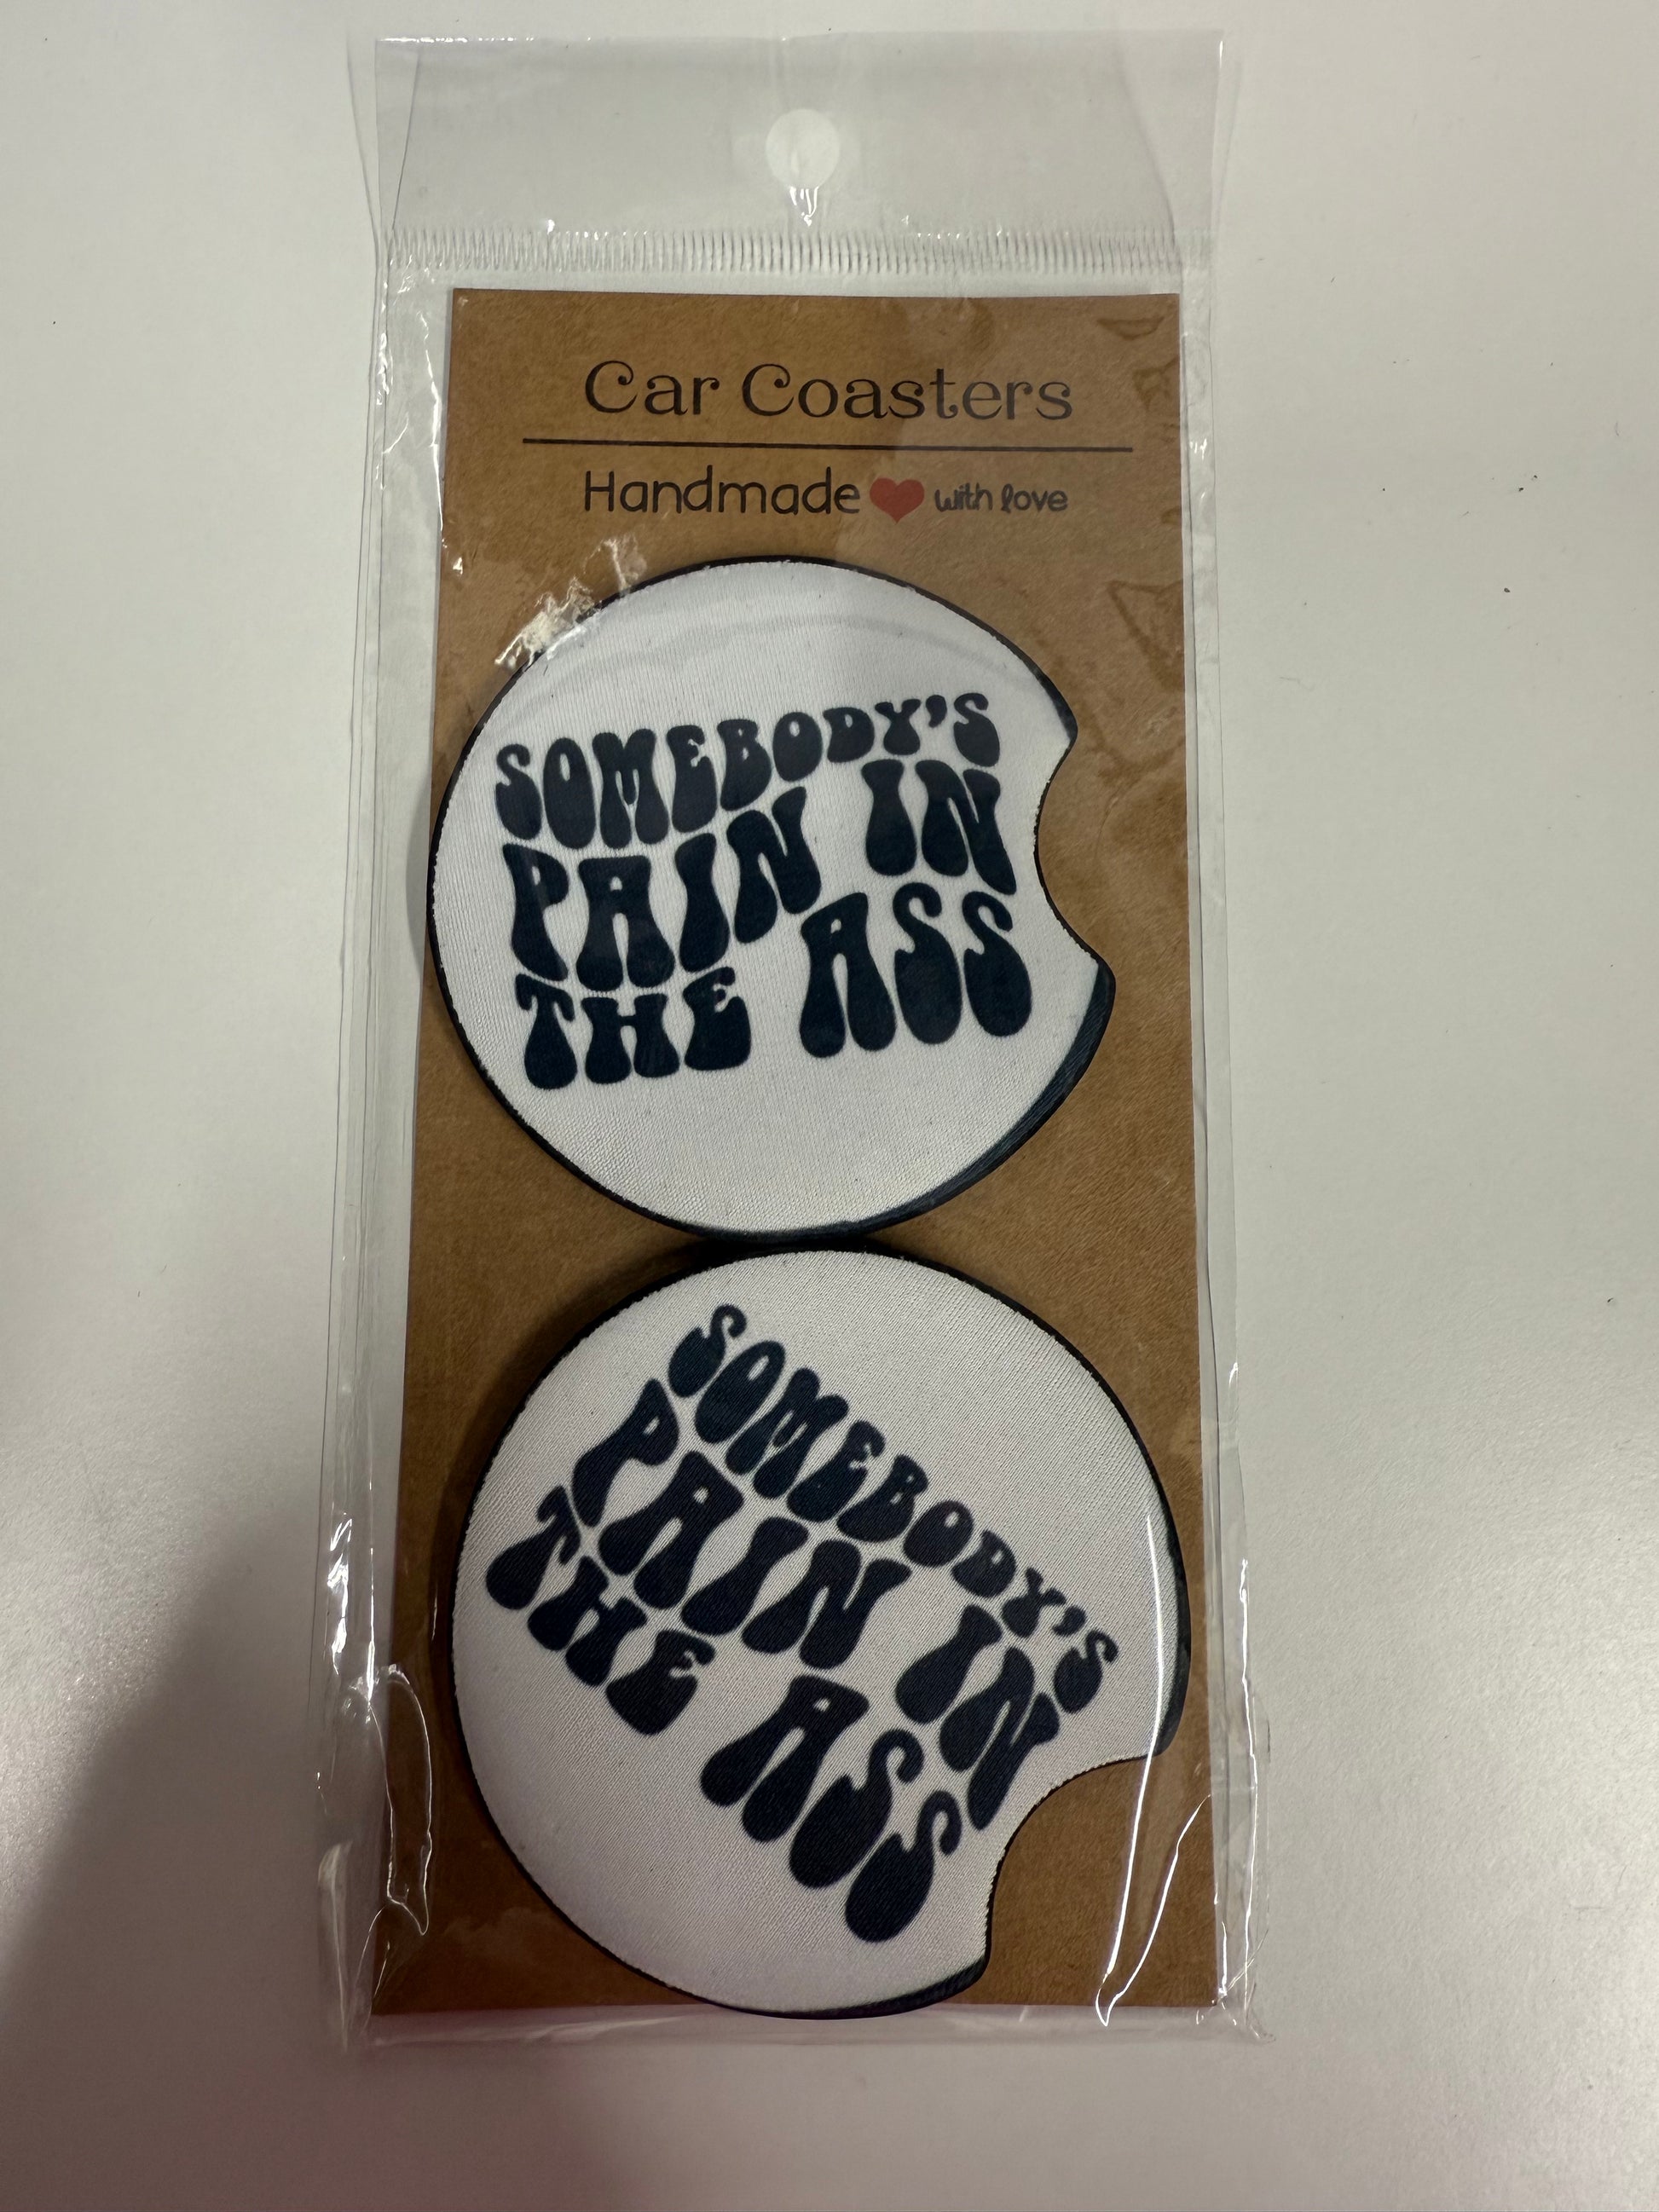 Car Coasters
Handmade with love
SOMEBODY'S
PAIN IN
THE ASS
SOMEBODY'S
PAIN IN
THE ASS